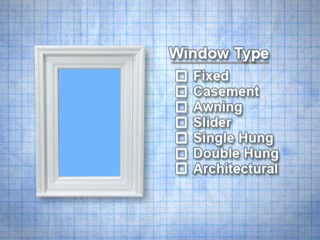 Window Type
Fixed
Casement
Awning
Slider
Single Hung
Double Hung
Architectural